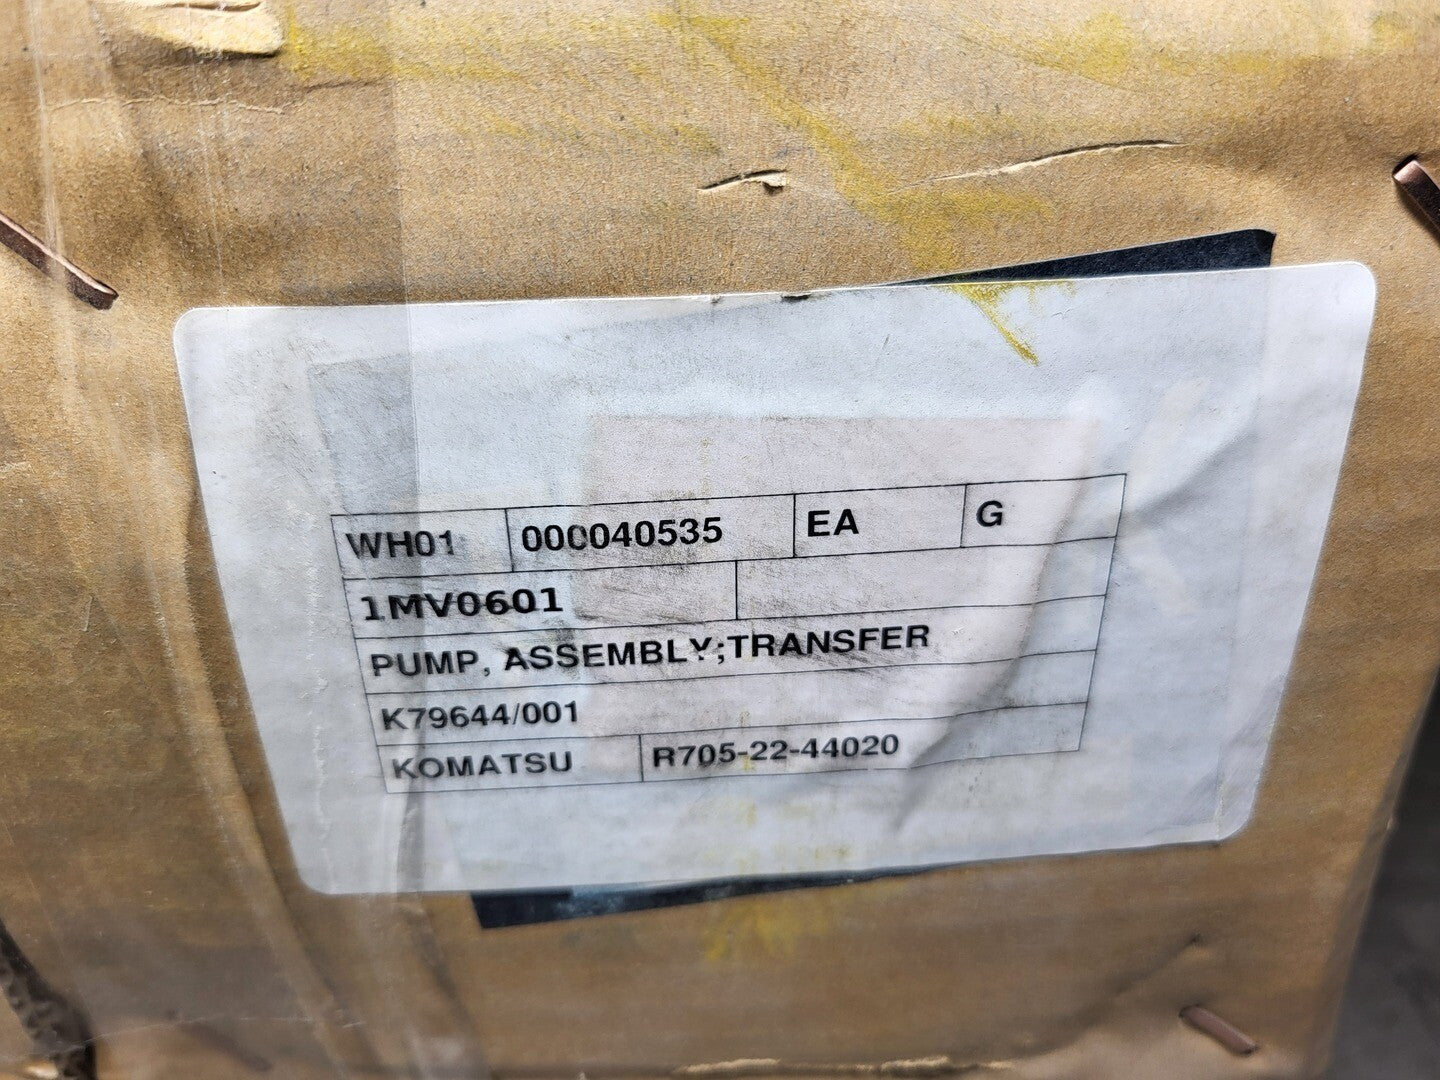 WH01 000040535 EA G
1MV0601
PUMP, ASSEMBLY;TRANSFER
K79644/001
KOMATSU R705-22-44020